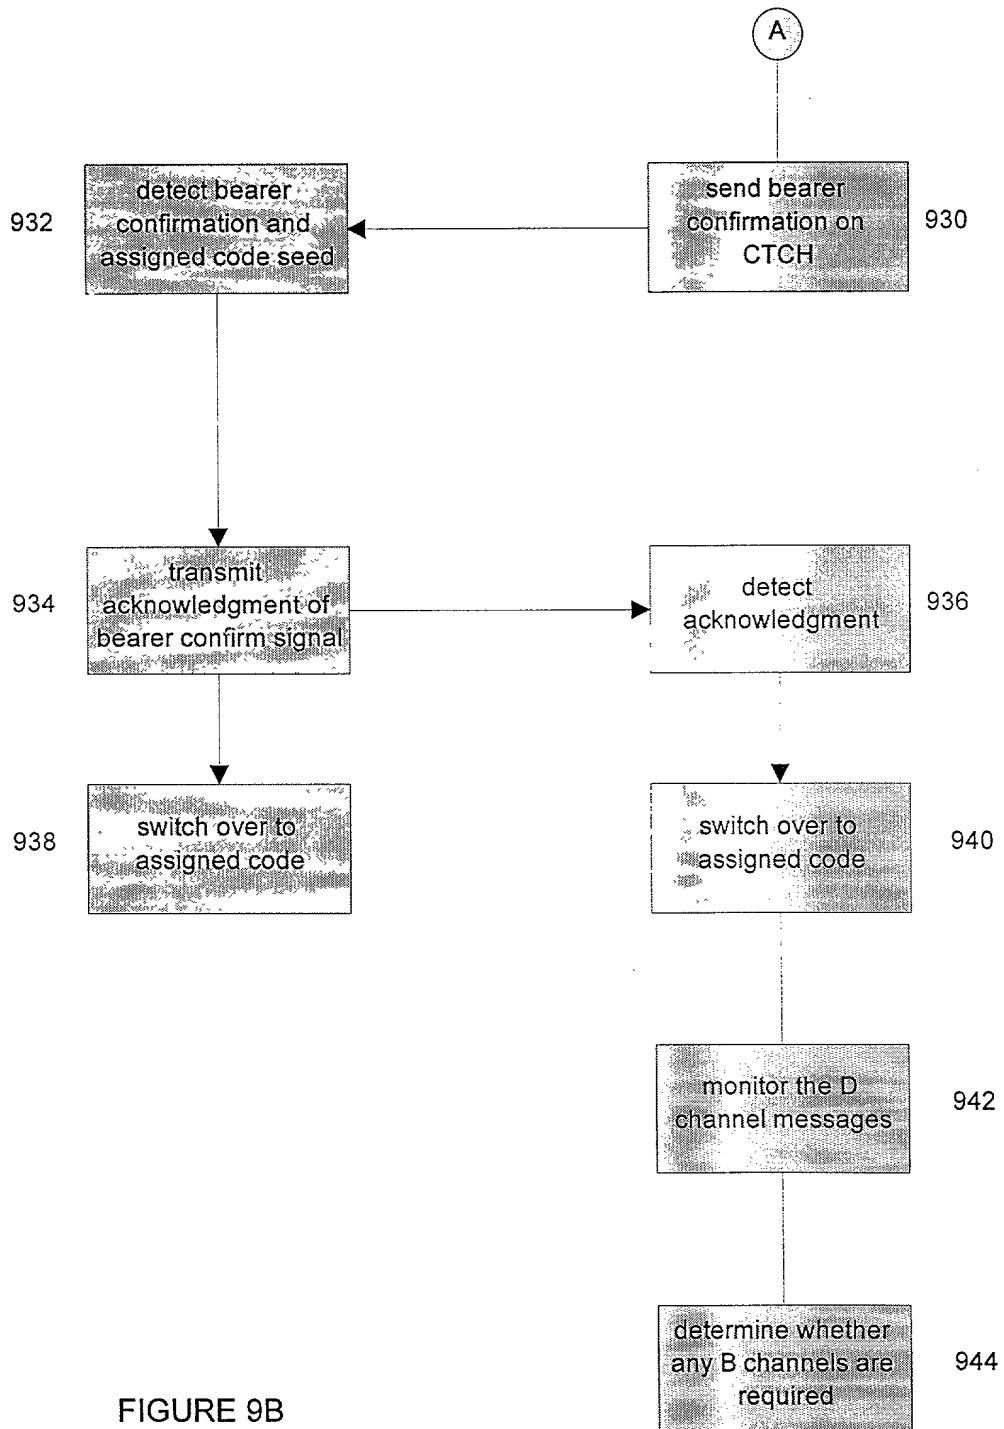 A
932
detect bearer
confirmation and
assigned code seed
send bearer
confirmation on
CTCH
930
934
transmit
acknowledgment of
bearer confirm signal
detect
acknowledgment
936
938
switch over to
assigned code
switch over to
assigned code
940
monitor the D
channel messages
942
determine whether
any B channels are
required
944
FIGURE 9B